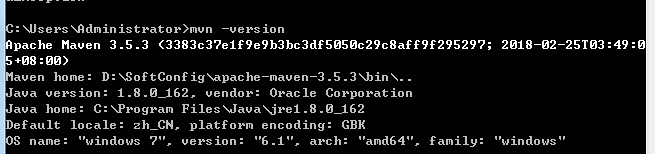 C:\Users\Administrator>mvn -version
Apache Maven 3.5.3 (3383c37e1f9e9b3bc3df5050c29c8aff9f295297; 2018-02-25T03:49:0
5+08:00)
Maven home: D:\SoftConfig\apache-maven-3.5.3\bin\..
Java version: 1.8.0_162, vendor: Oracle Corporation
Java home: C:\Program Files\Java\jre1.8.0_162
Default locale: zh_CN, platform encoding: GBK
OS name: "windows 7", version: "6.1", arch: "amd64", family: "windows"